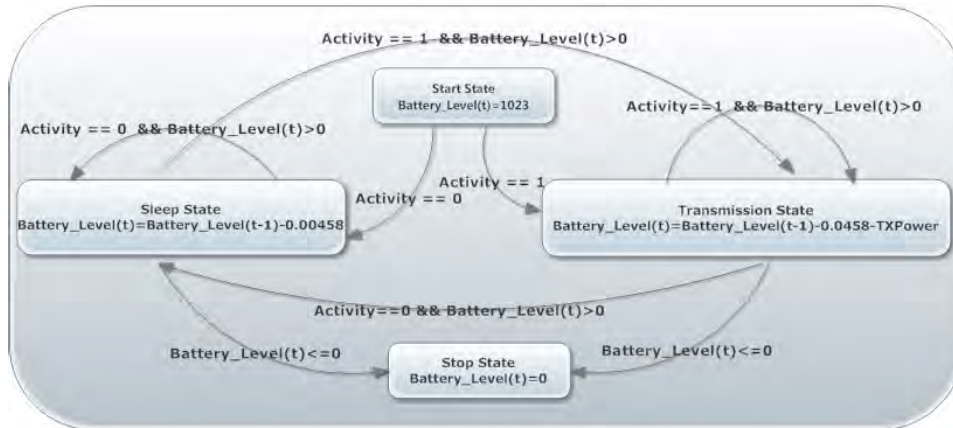 Activity == 1 && Battery_Level(t)>0
Start State
Battery_Level(t)=1023
Activity==1 && Battery_Level(t)>0
Activity == 0 && Battery_Level(t)>0
Activity == 1
Activity == 0
Sleep State
Battery_Level(t)=Battery_Level(t-1)-0.00458
Transmission State
Battery_Level(t)=Battery_Level(t-1)-0.0458-TXPower
Activity==0 && Battery_Level(t)>0
Battery_Level(t)<=0
Battery_Level(t)<=0
Stop State
Battery_Level(t)=0